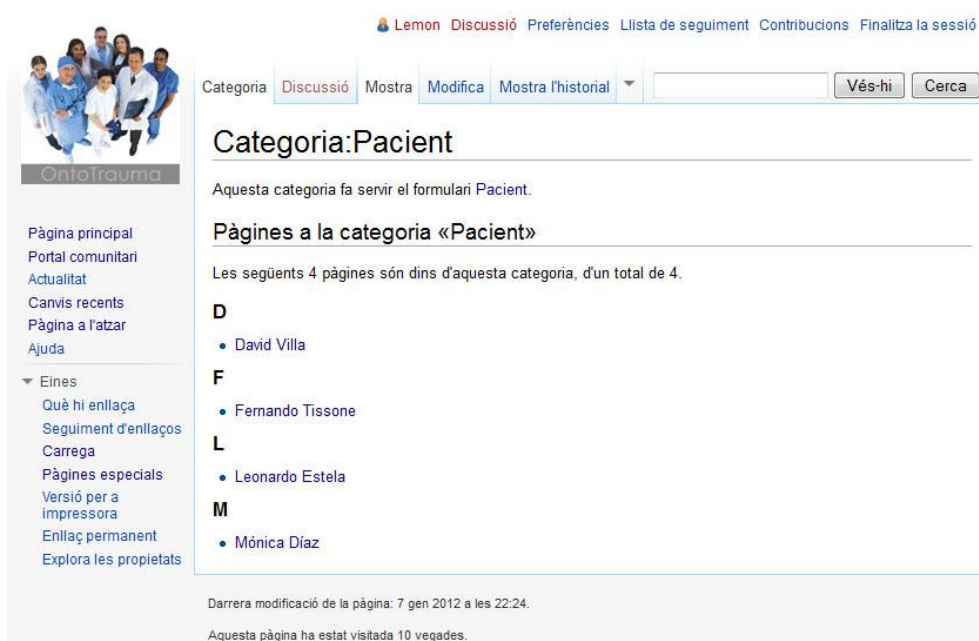 Lemon Discussió Preferències Llista de seguiment Contribucions Finalitza la sessió
Categoria Discussió Mostra Modifica Mostra l'historial Vés-hi Cerca
OntoTrauma
Categoria:Pacient
Aquesta categoria fa servir el formulari Pacient.
Pàgines a la categoria «Pacient»
Les següents 4 pàgines són dins d'aquesta categoria, d'un total de 4.
D
David Villa
F
Fernando Tissone
L
Leonardo Estela
M
Mónica Díaz
Pàgina principal
Portal comunitari
Actualitat
Canvis recents
Pàgina a l'atzar
Ajuda
Eines
Què hi enllaça
Seguiment d'enllaços
Carrega
Pàgines especials
Versió per a
impressora
Enllaç permanent
Explora les propietats
Darrera modificació de la pàgina: 7 gen 2012 a les 22:24.
Aquesta pàgina ha estat visitada 10 vegades.